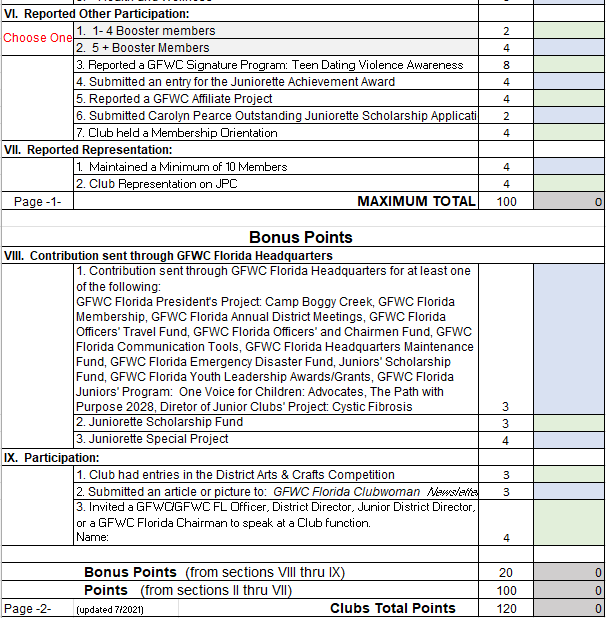 VI. Reported Other Participation:
Choose One 1. 1- 4 Booster members 2
2. 5 + Booster Members 4
3. Reported a GFWC Signature Program: Teen Dating Violence Awareness 8
4. Submitted an entry for the Juniorette Achievement Award 4
5. Reported a GFWC Affiliate Project 4
6. Submitted Carolyn Pearce Outstanding Juniorette Scholarship Applicati 2
7. Club held a Membership Orientation 4
VII. Reported Representation:
1. Maintained a Minimum of 10 Members 4
2. Club Representation on JPC 4
Page -1- MAXIMUM TOTAL 100 0
Bonus Points
VIII. Contribution sent through GFWC Florida Headquarters
1. Contribution sent through GFWC Florida Headquarters for at least one
of the following:
GFWC Florida President's Project: Camp Boggy Creek, GFWC Florida
Membership, GFWC Florida Annual District Meetings, GFWC Florida
Officers' Travel Fund, GFWC Florida Officers' and Chairmen Fund, GFWC
Florida Communication Tools, GFWC Florida Headquarters Maintenance
Fund, GFWC Florida Emergency Disaster Fund, Juniors' Scholarship
Fund, GFWC Florida Youth Leadership Awards/Grants, GFWC Florida
Juniors' Program: One Voice for Children: Advocates, The Path with
Purpose 2028, Diretor of Junior Clubs' Project: Cystic Fibrosis 3
2. Juniorette Scholarship Fund 3
3. Juniorette Special Project 4
IX. Participation:
1. Club had entries in the District Arts & Crafts Competition 3
2. Submitted an article or picture to: GFWC Florida Clubwoman Newslette 3
3. Invited a GFWC/GFWC FL Officer, District Director, Junior District Director,
or a GFWC Florida Chairman to speak at a Club function.
Name: 4
Bonus Points (from sections VIII thru IX) 20 0
Points (from sections II thru VII) 100 0
Page -2- (updated 7/2021) Clubs Total Points 120 0